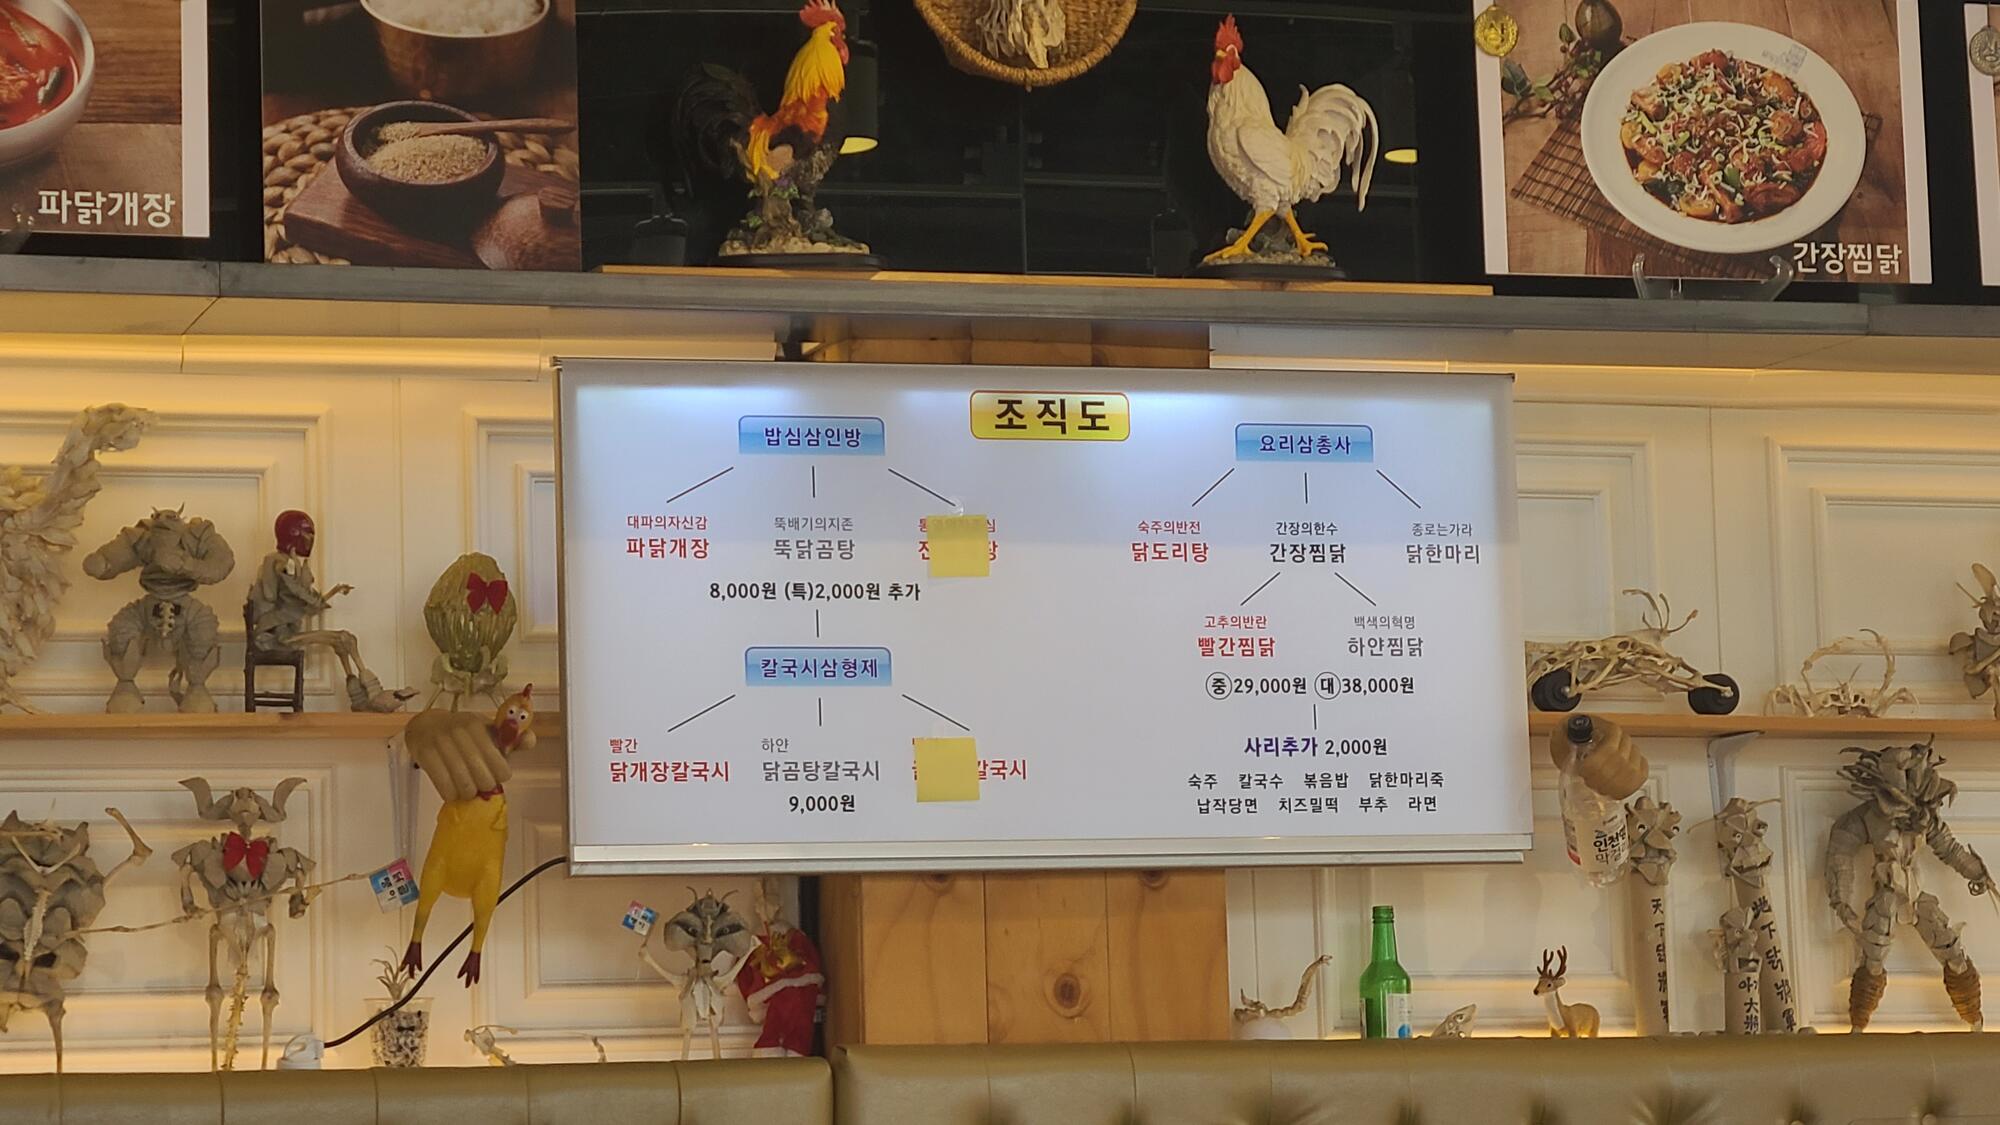 파닭개장
간장찜닭
조직도
밥심삼인방
대파의자신감
파닭개장
뚝배기의지존
뚝닭곰탕
8,000원 (특)2,000원 추가
칼국시삼형제
빨간
닭개장칼국시
하얀
닭곰탕칼국시
칼국시
9,000원
요리삼총사
숙주의반전
닭도리탕
간장의한수
간장찜닭
종로는가라
닭한마리
고추의반란
빨간찜닭
백색의혁명
하얀찜닭
중 29,000원 대 38,000원
사리추가 2,000원
숙주 칼국수 볶음밥 닭한마리죽
납작당면 치즈밀떡 부추 라면